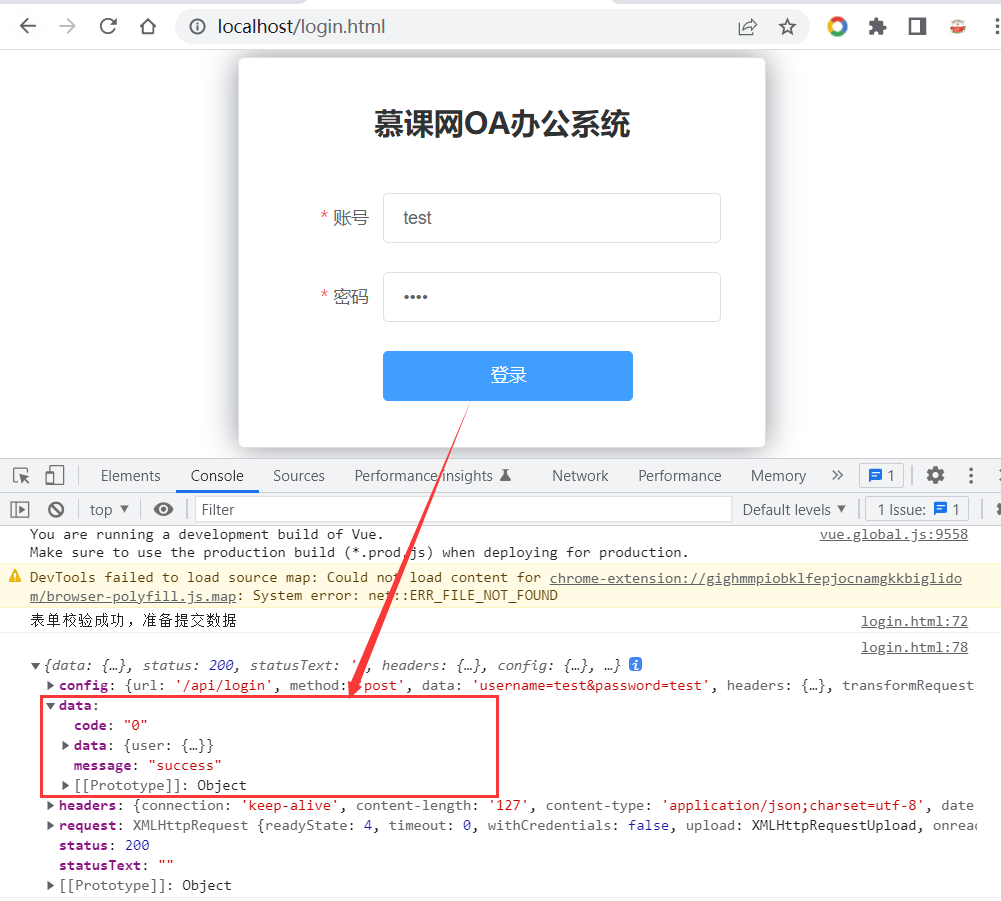 localhost/login.html
慕课网OA办公系统
* 账号 test
* 密码 ••••
登录
Elements Console Sources Performance insights Network Performance Memory 1
top Filter Default levels 1 Issue: 1
You are running a development build of Vue. vue.global.js:9558
Make sure to use the production build (*.prod.js) when deploying for production.
DevTools failed to load source map: Could not load content for chrome-extension://gighmmpiobklfepjocnamgkkbiglido
m/browser-polyfill.js.map: System error: net::ERR_FILE_NOT_FOUND
表单校验成功，准备提交数据 login.html:72
login.html:78
{data: {…}, status: 200, statusText: '', headers: {…}, config: {…}, …}
config: {url: '/api/login', method: 'post', data: 'username=test&password=test', headers: {…}, transformRequest
data:
code: "0"
data: {user: {…}}
message: "success"
[[Prototype]]: Object
headers: {connection: 'keep-alive', content-length: '127', content-type: 'application/json;charset=utf-8', date
request: XMLHttpRequest {readyState: 4, timeout: 0, withCredentials: false, upload: XMLHttpRequestUpload, onrea
status: 200
statusText: ""
[[Prototype]]: Object